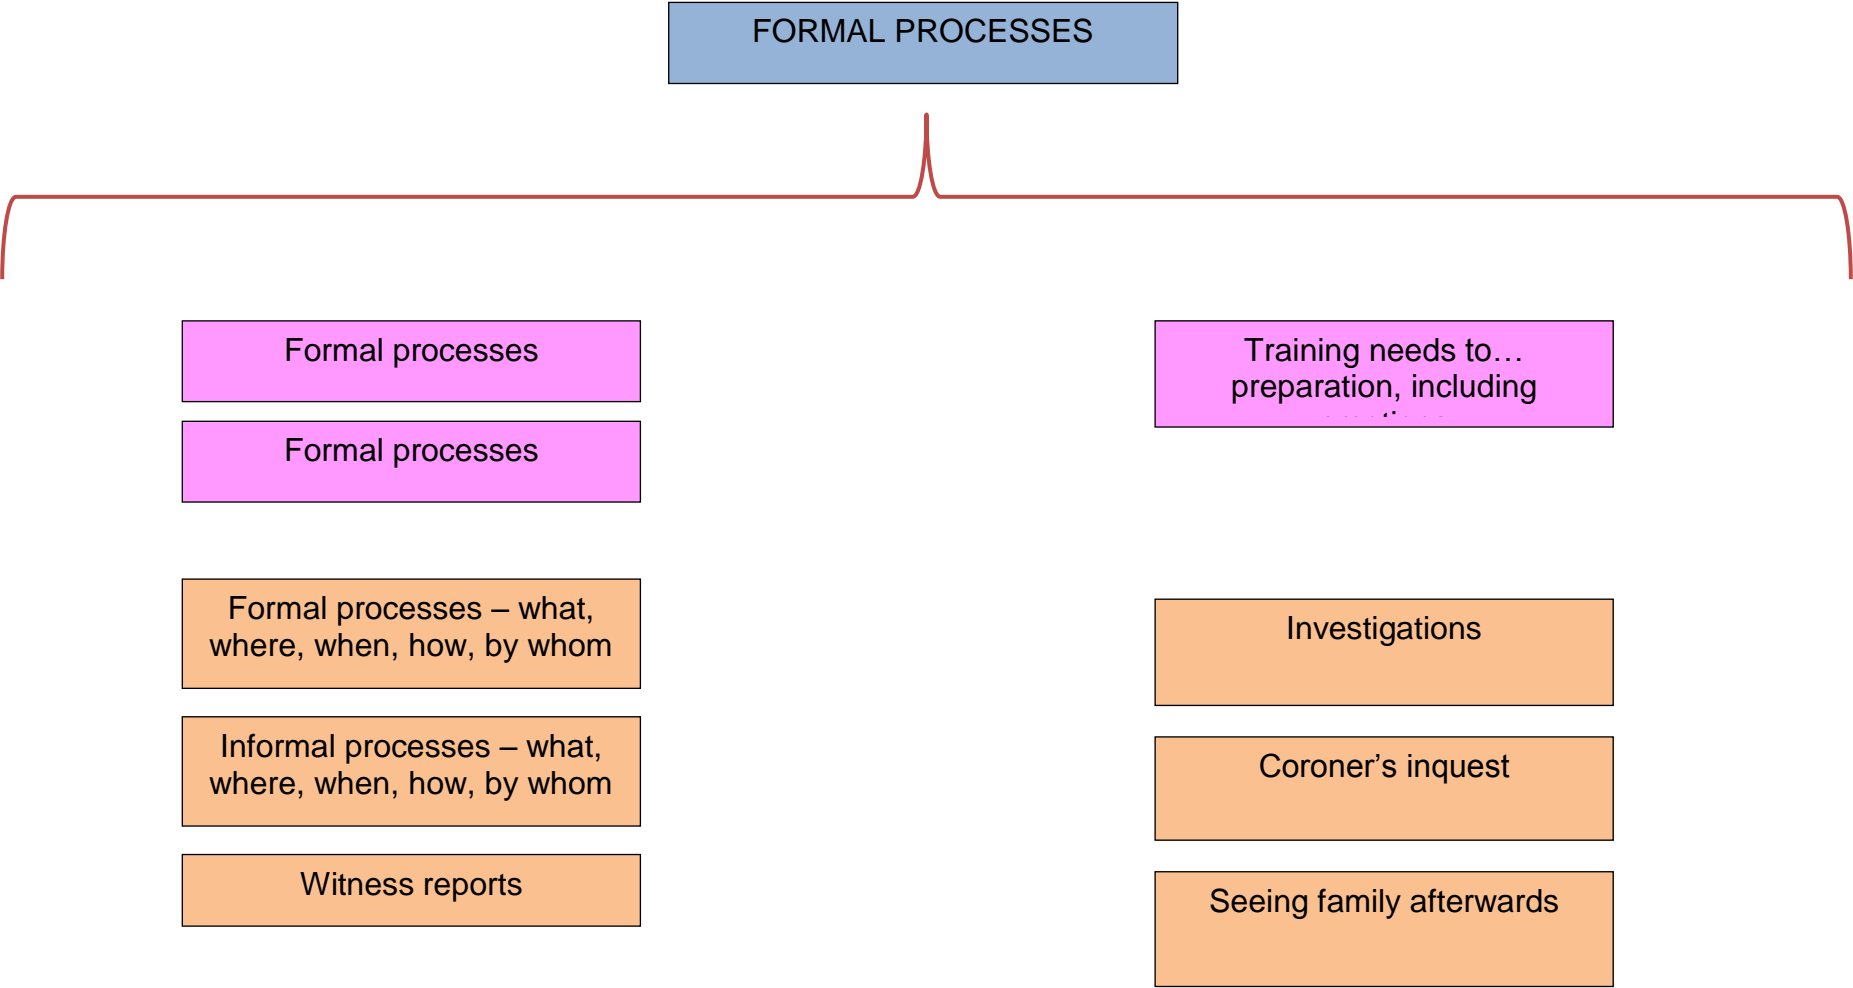 FORMAL PROCESSES
Formal processes
Formal processes
Formal processes – what,
where, when, how, by whom
Informal processes – what,
where, when, how, by whom
Witness reports
Training needs to…
preparation, including
Investigations
Coroner’s inquest
Seeing family afterwards